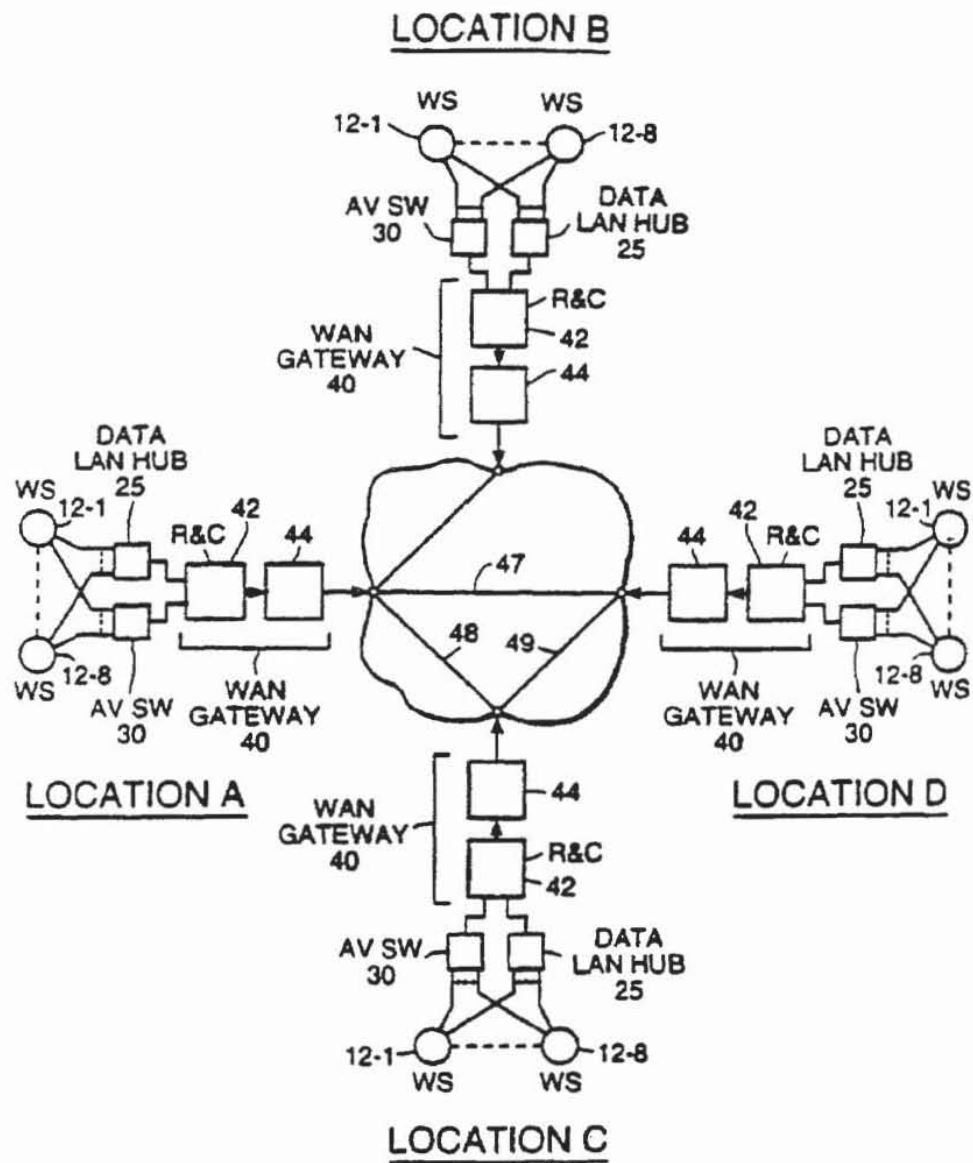 LOCATION B
WS WS
12-1 12-8
AV SW
30
DATA
LAN HUB
25
R&C
42
WAN
GATEWAY
40
44
DATA
LAN HUB
25
WS
12-1
R&C
42
44
12-8
WS
AV SW
30
WAN
GATEWAY
40
LOCATION A
47
48
49
DATA
LAN HUB
25
WS
12-1
44
42
R&C
12-8
WS
AV SW
30
WAN
GATEWAY
40
LOCATION D
44
WAN
GATEWAY
40
R&C
42
AV SW
30
DATA
LAN HUB
25
12-1 12-8
WS WS
LOCATION C